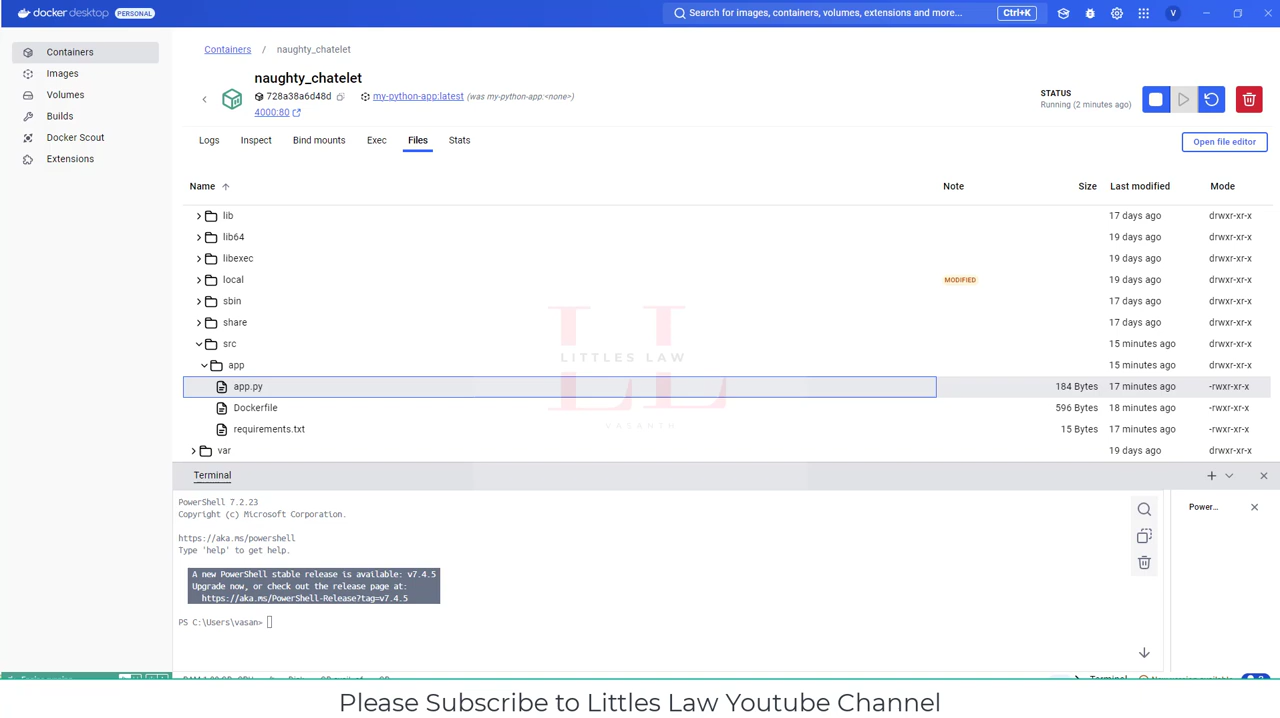 docker desktop PERSONAL
Search for images, containers, volumes, extensions and more... Ctrl+K
V
Containers
Images
Volumes
Builds
Docker Scout
Extensions
Containers / naughty_chatelet
naughty_chatelet
728a38a6d48d my-python-app:latest (was my-python-app:<none>)
4000:80
STATUS
Running (2 minutes ago)
Logs Inspect Bind mounts Exec Files Stats
Open file editor
Name Note Size Last modified Mode
lib 17 days ago drwxr-xr-x
lib64 19 days ago drwxr-xr-x
libexec 19 days ago drwxr-xr-x
local MODIFIED 19 days ago drwxr-xr-x
sbin 17 days ago drwxr-xr-x
share 17 days ago drwxr-xr-x
src 15 minutes ago drwxr-xr-x
app 15 minutes ago drwxr-xr-x
app.py 184 Bytes 17 minutes ago -rwxr-xr-x
Dockerfile 596 Bytes 18 minutes ago -rwxr-xr-x
requirements.txt 15 Bytes 17 minutes ago -rwxr-xr-x
var 19 days ago drwxr-xr-x
LL
LITTLES LAW
LL
VASANTH
Terminal
PowerShell 7.2.23
Copyright (c) Microsoft Corporation.
https://aka.ms/powershell
Type 'help' to get help.
A new PowerShell stable release is available: v7.4.5
Upgrade now, or check out the release page at:
https://aka.ms/PowerShell-Release?tag=v7.4.5
PS C:\Users\vasan>
Power...
Please Subscribe to Littles Law Youtube Channel